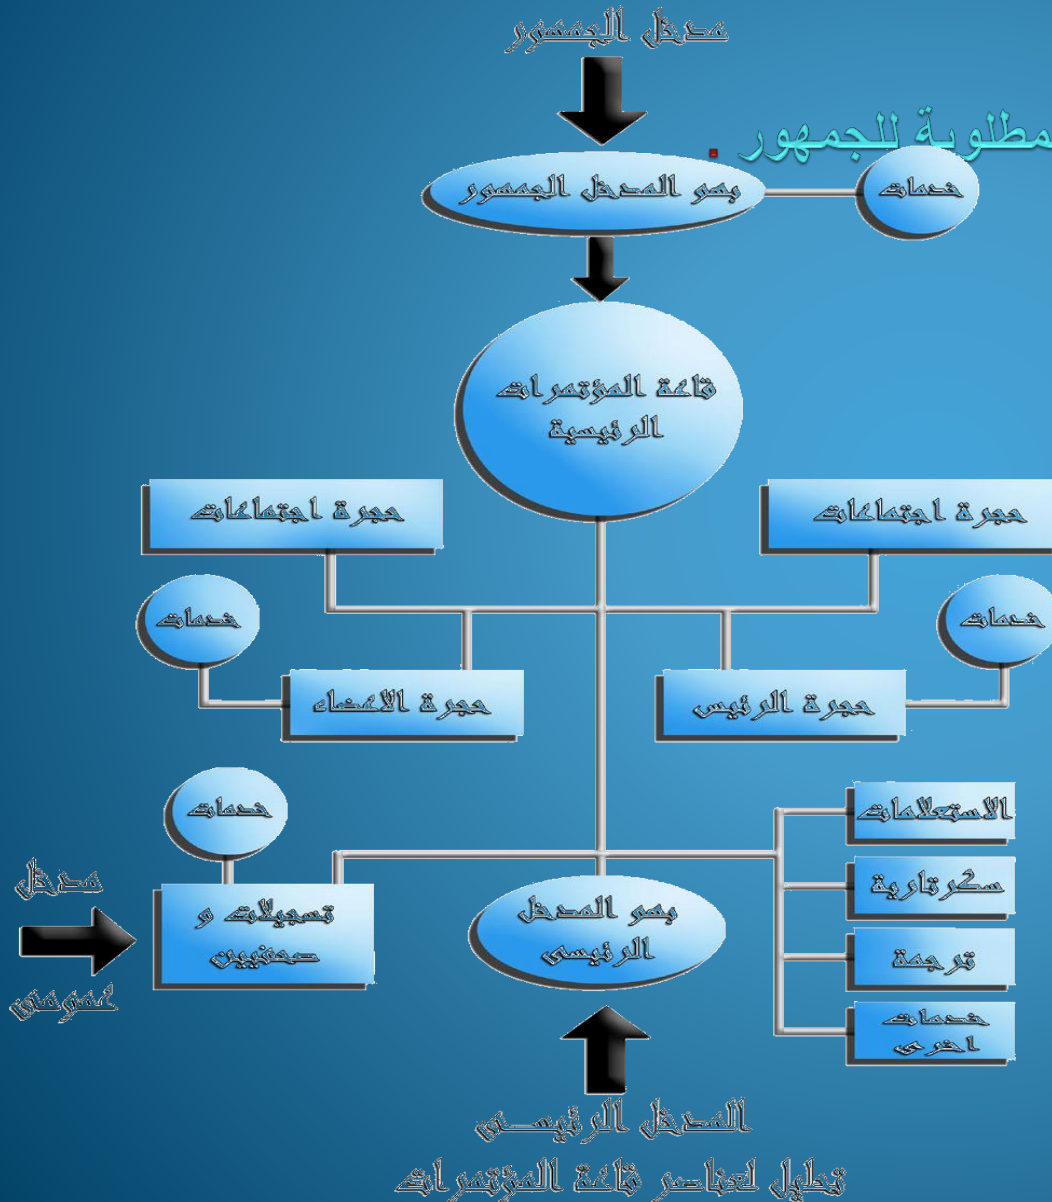 مدخل الجمهور
مطلوبة للجمهور .
بهو المدخل الجمهور
خدمات
قاعة المؤتمرات
الرئيسية
حجرة اجتماعات
حجرة اجتماعات
خدمات
خدمات
حجرة الرئيس
حجرة الاعضاء
خدمات
الاستعلامات
سكرتارية
ترجمة
خدمات
اخرى
بهو المدخل
الرئيسى
تسجيلات و
صحفيين
مدخل
عمومى
المدخل الرئيسى
تحليل لعناصر قاعة المؤتمرات